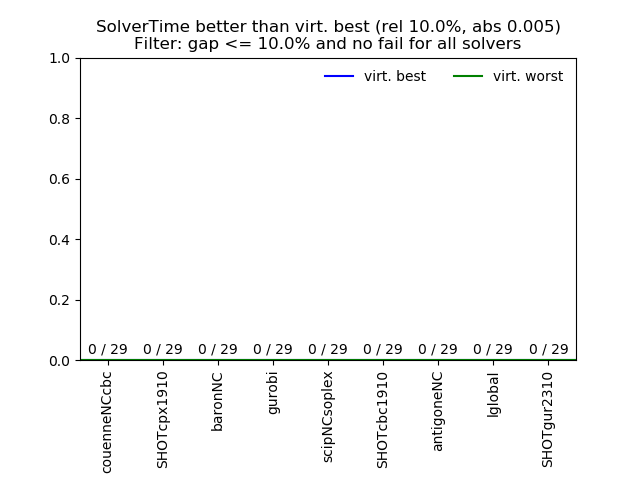 SolverTime better than virt. best (rel 10.0%, abs 0.005)
Filter: gap <= 10.0% and no fail for all solvers
virt. best
virt. worst
1.0
0.8
0.6
0.4
0.2
0.0
0 / 29
0 / 29
0 / 29
0 / 29
0 / 29
0 / 29
0 / 29
0 / 29
0 / 29
couenneNCcbc
SHOTcpx1910
baronNC
gurobi
scipNCsoplex
SHOTcbc1910
antigoneNC
lglobal
SHOTgur2310